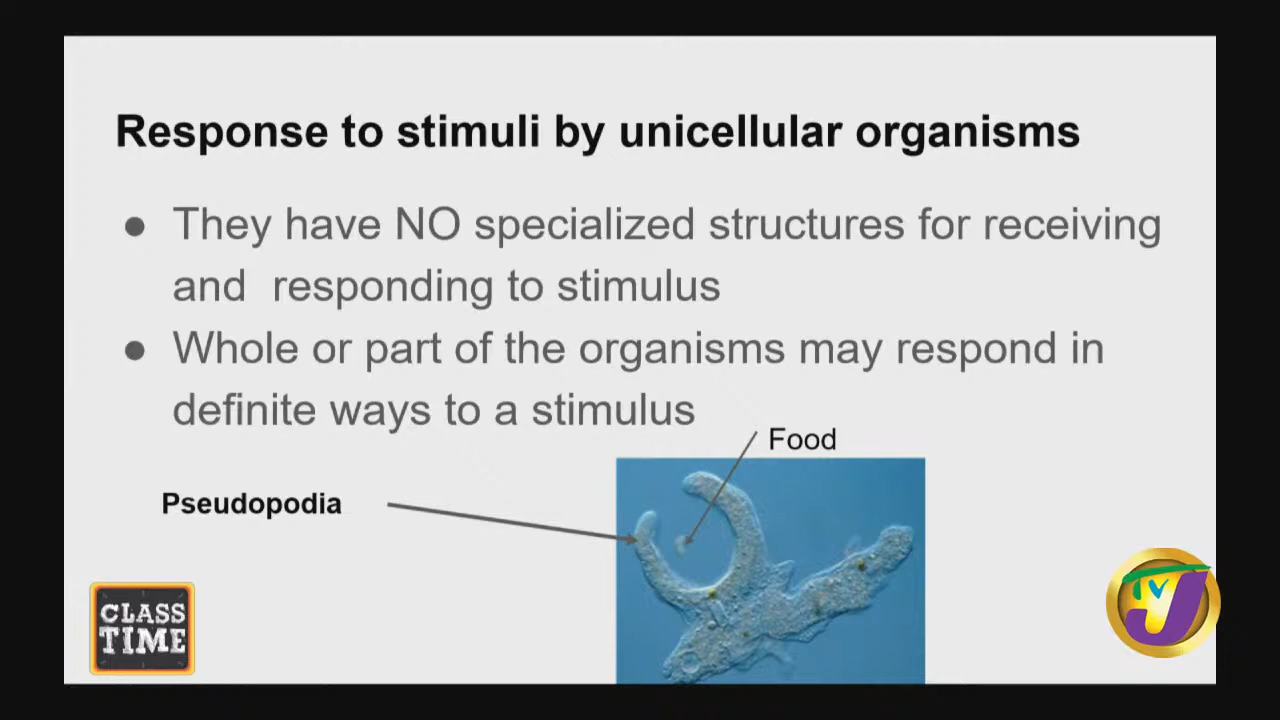 Response to stimuli by unicellular organisms
● They have NO specialized structures for receiving
and responding to stimulus
● Whole or part of the organisms may respond in
definite ways to a stimulus
Food
Pseudopodia
CLASS
TIME
TVJ